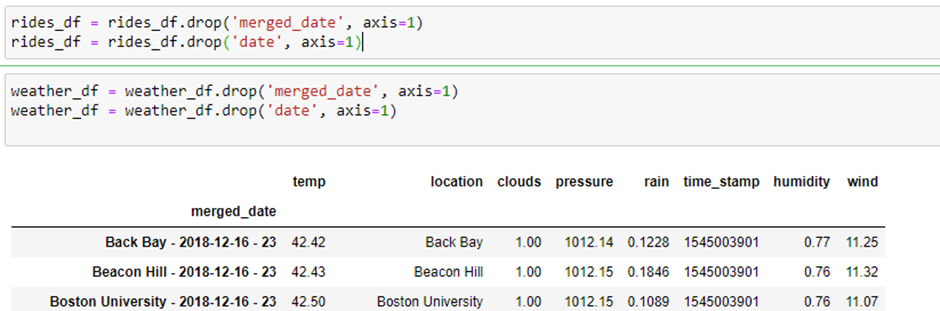 rides_df = rides_df.drop('merged_date', axis=1)
rides_df = rides_df.drop('date', axis=1)
weather_df = weather_df.drop('merged_date', axis=1)
weather_df = weather_df.drop('date', axis=1)
temp location clouds pressure rain time_stamp humidity wind
merged_date
Back Bay - 2018-12-16 - 23 42.42 Back Bay 1.00 1012.14 0.1228 1545003901 0.77 11.25
Beacon Hill - 2018-12-16 - 23 42.43 Beacon Hill 1.00 1012.15 0.1846 1545003901 0.76 11.32
Boston University - 2018-12-16 - 23 42.50 Boston University 1.00 1012.15 0.1089 1545003901 0.76 11.07